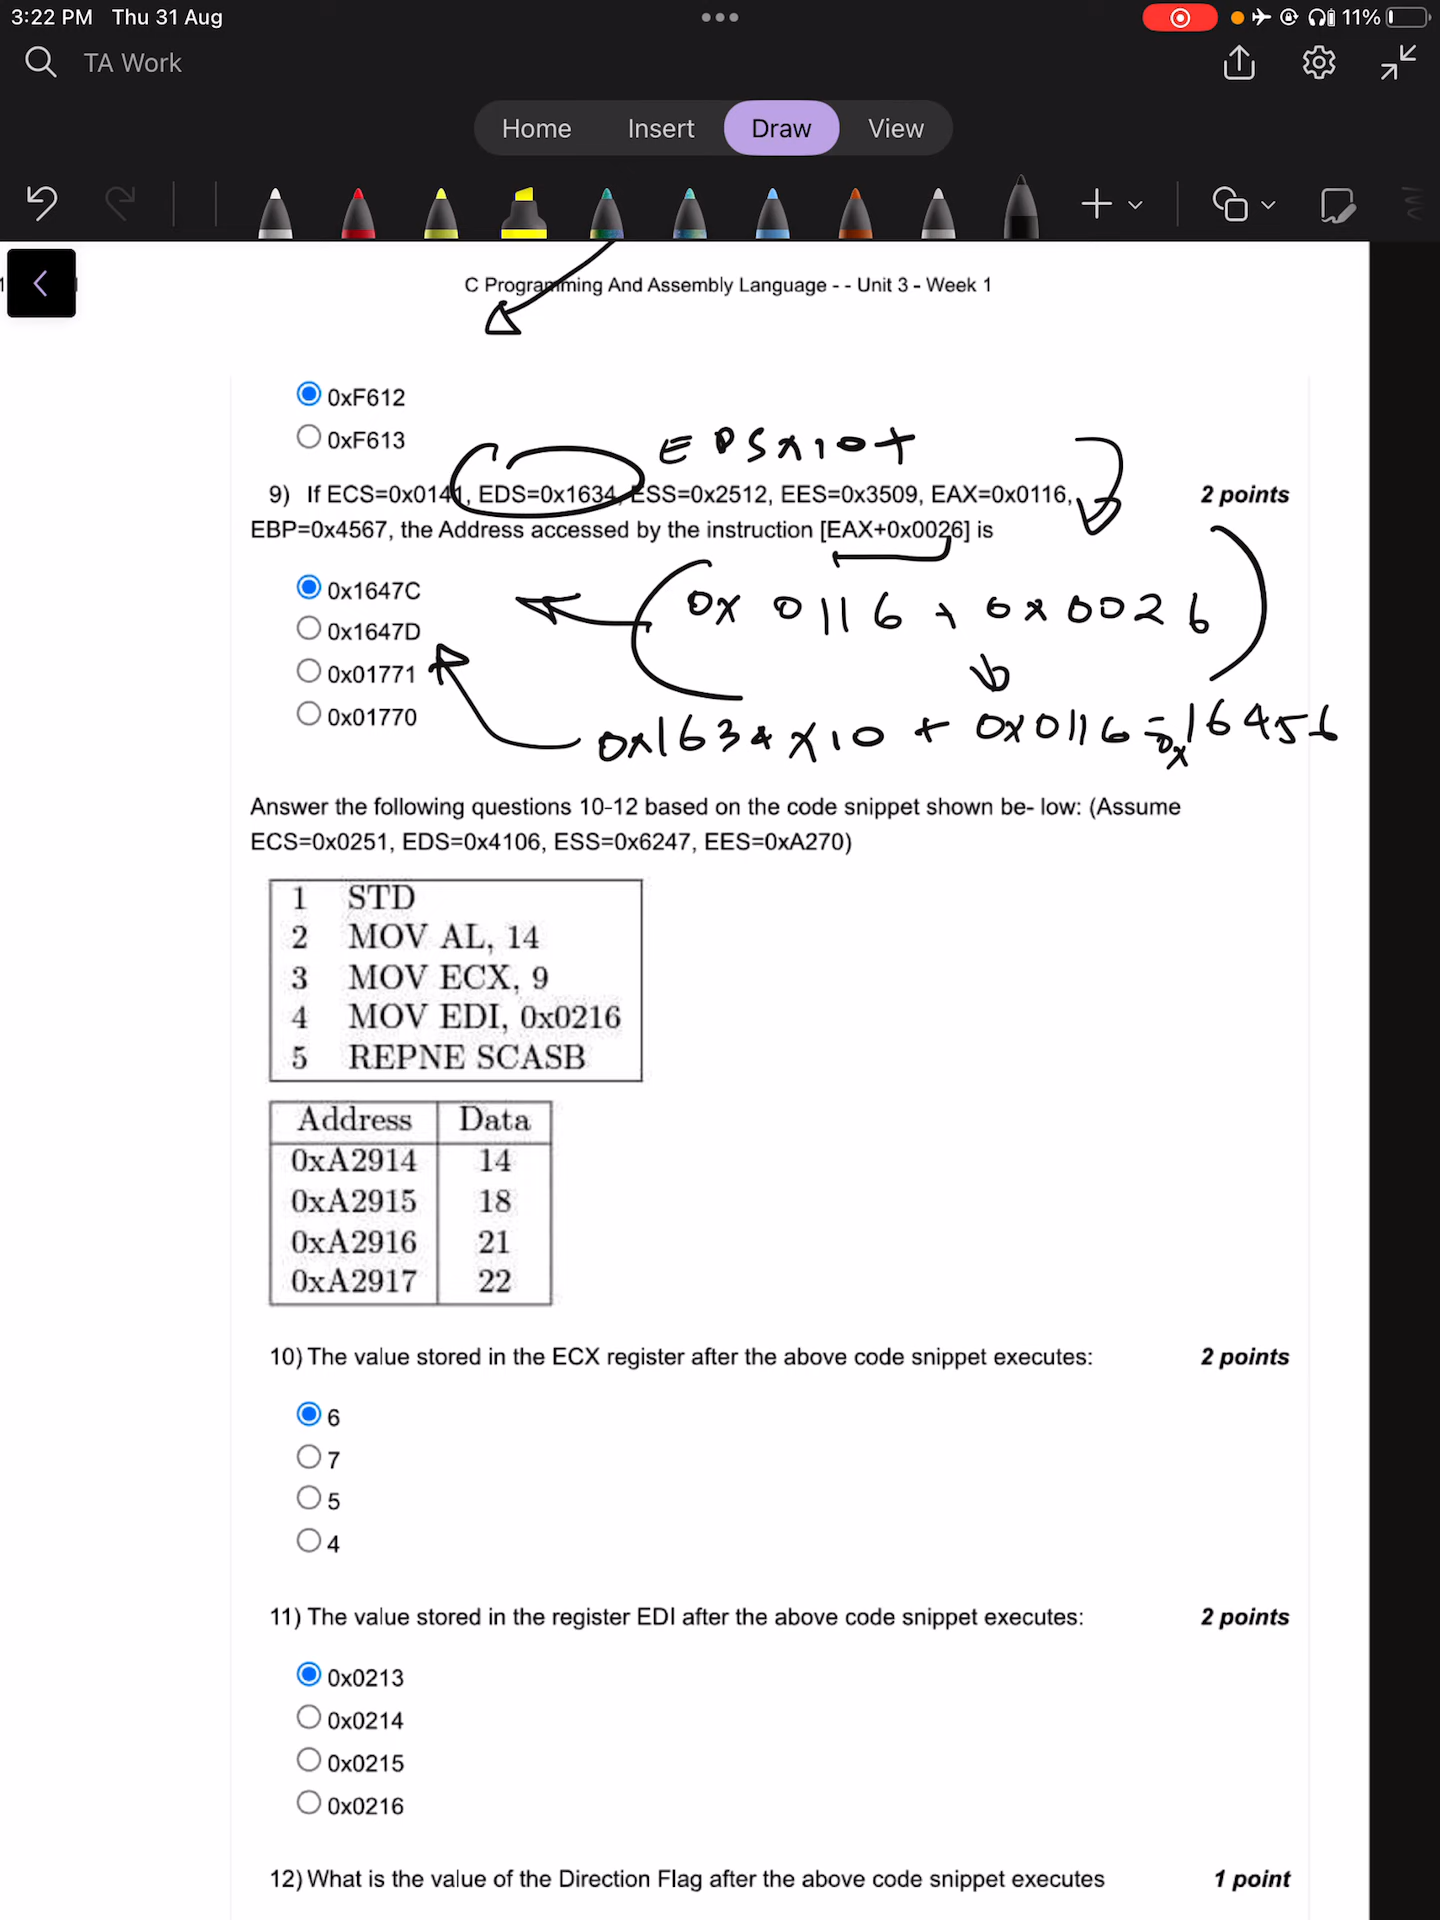 3:22 PM Thu 31 Aug
11%
TA Work
Home Insert Draw View
C Programming And Assembly Language - - Unit 3 - Week 1
0xF612
0xF613
EDS x 10 +
9) If ECS=0x0141, EDS=0x1634, ESS=0x2512, EES=0x3509, EAX=0x0116, 2 points
EBP=0x4567, the Address accessed by the instruction [EAX+0x0026] is
0x1647C
0x 0116 + 0x0026
0x1647D
0x01771
0x01770
0x1634 x 10 + 0x0116 = 0x16456
Answer the following questions 10-12 based on the code snippet shown be- low: (Assume
ECS=0x0251, EDS=0x4106, ESS=0x6247, EES=0xA270)
1 STD
2 MOV AL, 14
3 MOV ECX, 9
4 MOV EDI, 0x0216
5 REPNE SCASB
Address Data
0xA2914 14
0xA2915 18
0xA2916 21
0xA2917 22
10) The value stored in the ECX register after the above code snippet executes: 2 points
6
7
5
4
11) The value stored in the register EDI after the above code snippet executes: 2 points
0x0213
0x0214
0x0215
0x0216
12) What is the value of the Direction Flag after the above code snippet executes 1 point